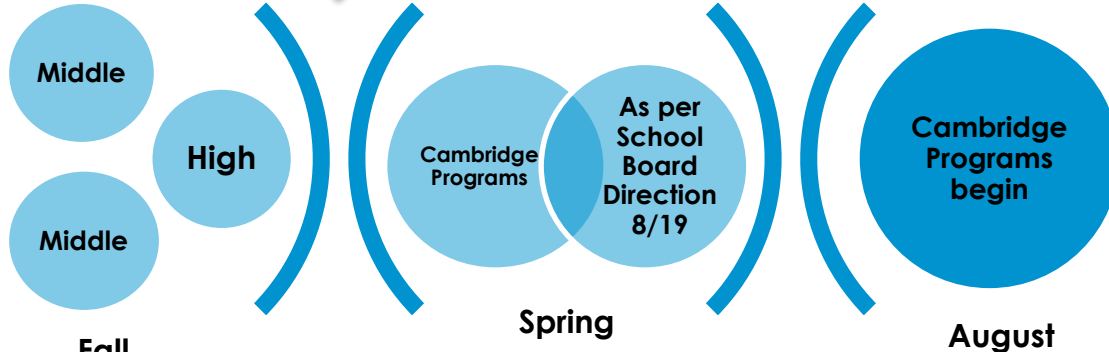 Middle
High
Middle
Fall
Cambridge
Programs
As per
School
Board
Direction
8/19
Spring
Cambridge
Programs
begin
August